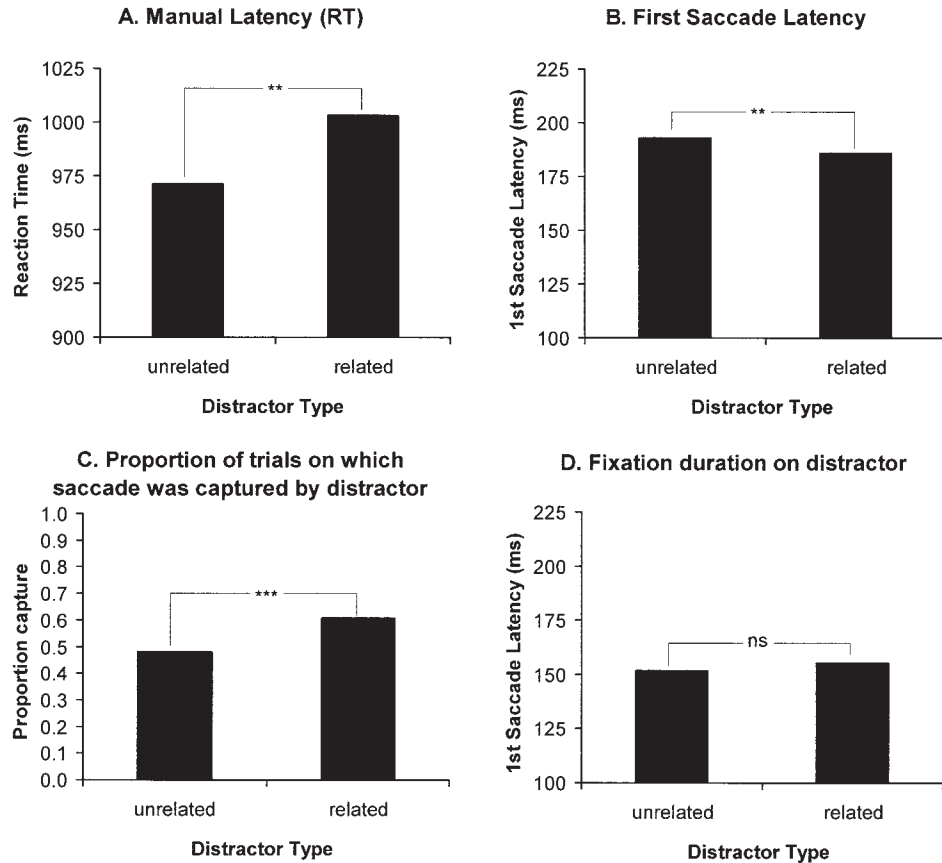 A. Manual Latency (RT)
1025
1000
975
950
925
900
Reaction Time (ms)
**
unrelated related
Distractor Type
B. First Saccade Latency
225
200
175
150
125
100
1st Saccade Latency (ms)
**
unrelated related
Distractor Type
C. Proportion of trials on which
saccade was captured by distractor
1.0
0.9
0.8
0.7
0.6
0.5
0.4
0.3
0.2
0.1
0.0
Proportion capture
***
unrelated related
Distractor Type
D. Fixation duration on distractor
225
200
175
150
125
100
1st Saccade Latency (ms)
ns
unrelated related
Distractor Type